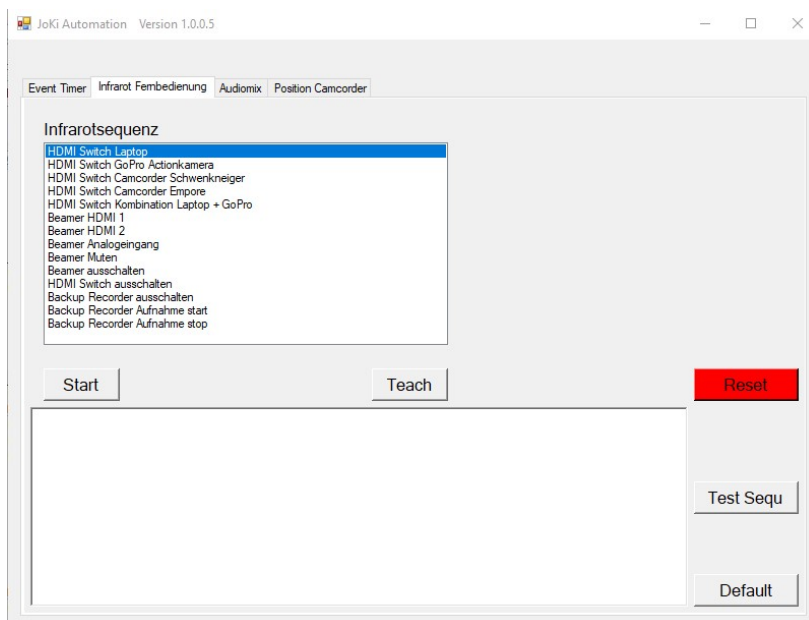 JoKi Automation Version 1.0.0.5
Event Timer Infrarot Fernbedienung Audiomix Position Camcorder
Infrarotsequenz
HDMI Switch Laptop
HDMI Switch GoPro Actionkamera
HDMI Switch Camcorder Schwenkneiger
HDMI Switch Camcorder Empore
HDMI Switch Kombination Laptop + GoPro
Beamer HDMI 1
Beamer HDMI 2
Beamer Analogeingang
Beamer Muten
Beamer ausschalten
HDMI Switch ausschalten
Backup Recorder ausschalten
Backup Recorder Aufnahme start
Backup Recorder Aufnahme stop
Start Teach Reset
Test Sequ
Default